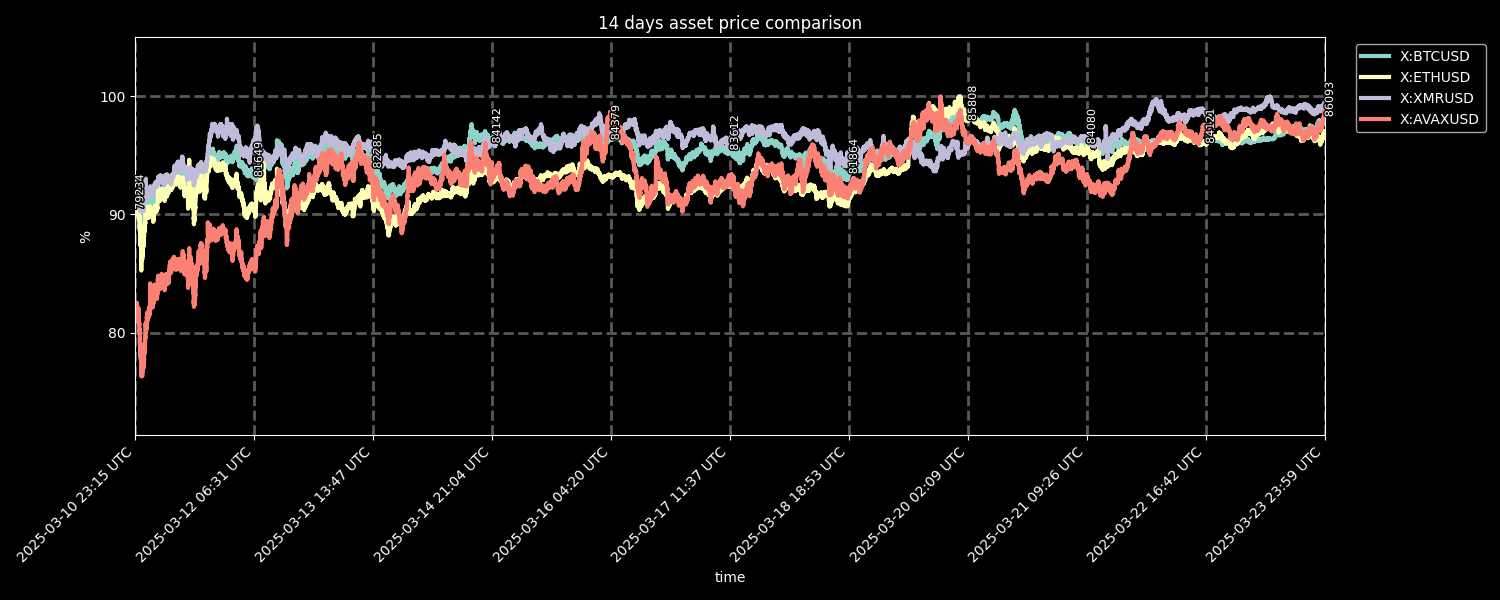 14 days asset price comparison
X:BTCUSD
X:ETHUSD
X:XMRUSD
X:AVAXUSD
100
90
80
%
79234
81649
82285
84142
84379
83612
81864
85808
84080
84121
86093
2025-03-10 23:15 UTC
2025-03-12 06:31 UTC
2025-03-13 13:47 UTC
2025-03-14 21:04 UTC
2025-03-16 04:20 UTC
2025-03-17 11:37 UTC
2025-03-18 18:53 UTC
2025-03-20 02:09 UTC
2025-03-21 09:26 UTC
2025-03-22 16:42 UTC
2025-03-23 23:59 UTC
time